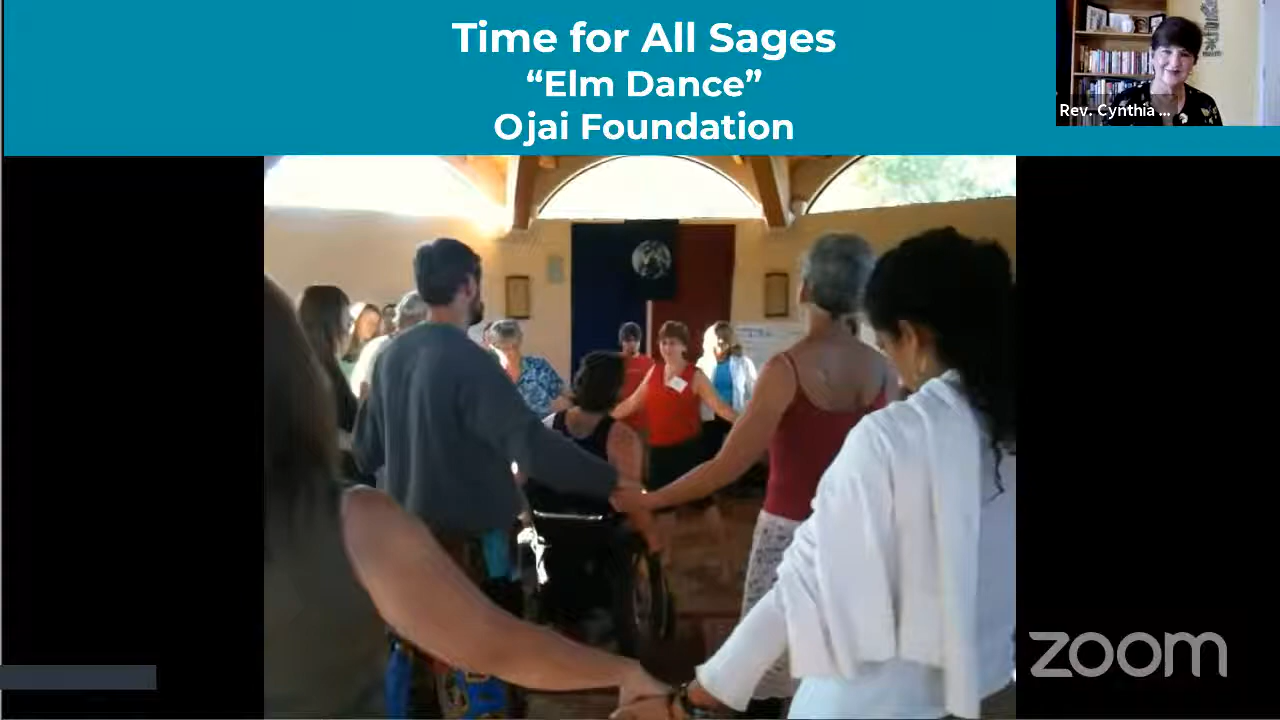 Time for All Sages
“Elm Dance”
Ojai Foundation
Rev. Cynthia ...
zoom